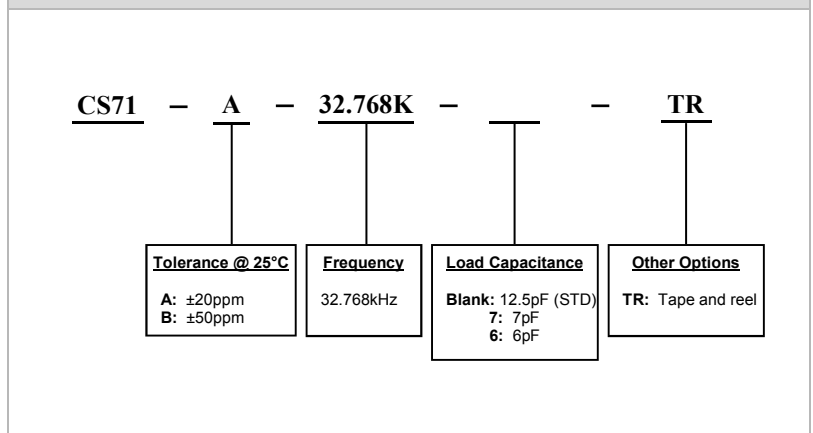 CS71 – A – 32.768K – – TR
Tolerance @ 25°C
A: ±20ppm
B: ±50ppm
Frequency
32.768kHz
Load Capacitance
Blank: 12.5pF (STD)
7: 7pF
6: 6pF
Other Options
TR: Tape and reel